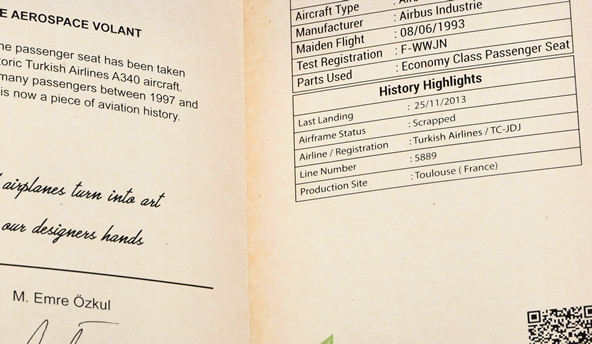 E AEROSPACE VOLANT
he passenger seat has been taken
toric Turkish Airlines A340 aircraft.
many passengers between 1997 and
is now a piece of aviation history.
airplanes turn into art
our designers hands
M. Emre Özkul
Aircraft Type :
Manufacturer : Airbus Industrie
Maiden Flight : 08/06/1993
Test Registration : F-WWJN
Parts Used : Economy Class Passenger Seat
History Highlights
Last Landing : 25/11/2013
Airframe Status : Scrapped
Airline / Registration : Turkish Airlines / TC-JDJ
Line Number : 5889
Production Site : Toulouse ( France)